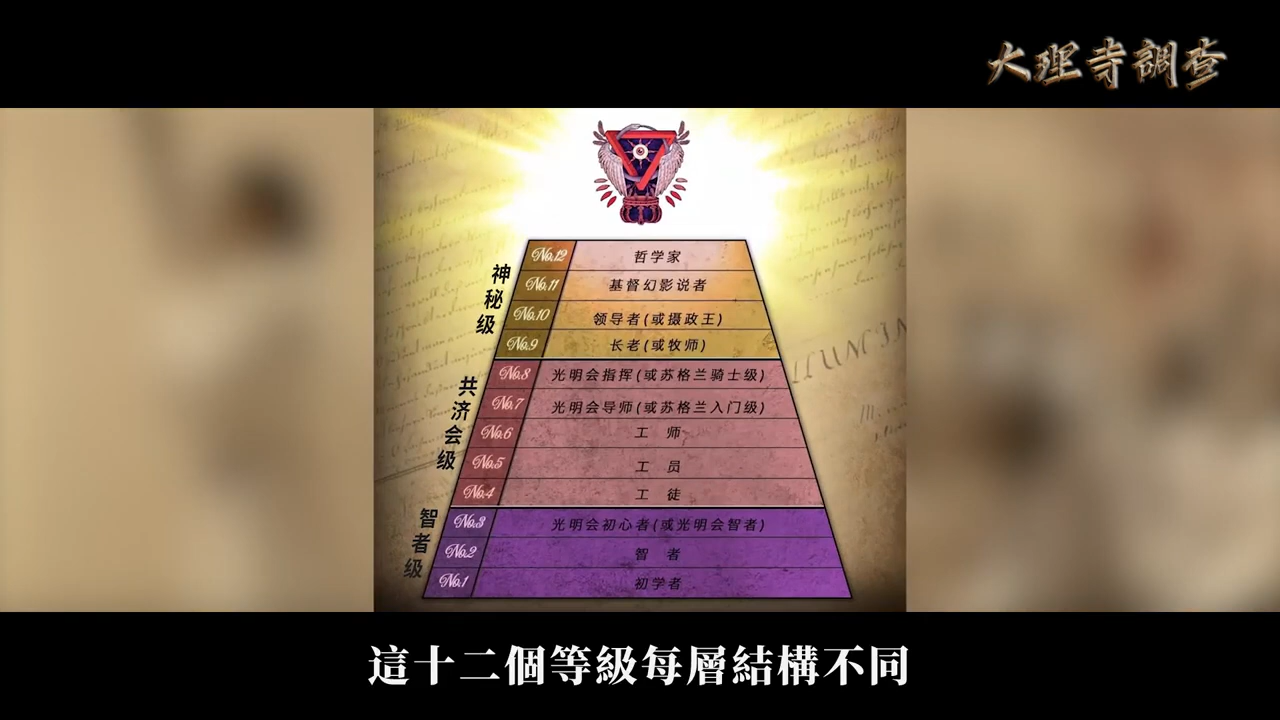 大理寺調查
神秘级
No.12 哲学家
No.11 基督幻影说者
No.10 领导者(或摄政王)
No.9 长老(或牧师)
共济会级
No.8 光明会指挥(或苏格兰骑士级)
No.7 光明会导师(或苏格兰入门级)
No.6 工 师
No.5 工 员
No.4 工 徒
智者级
No.3 光明会初心者(或光明会智者)
No.2 智 者
No.1 初学者
這十二個等級每層結構不同